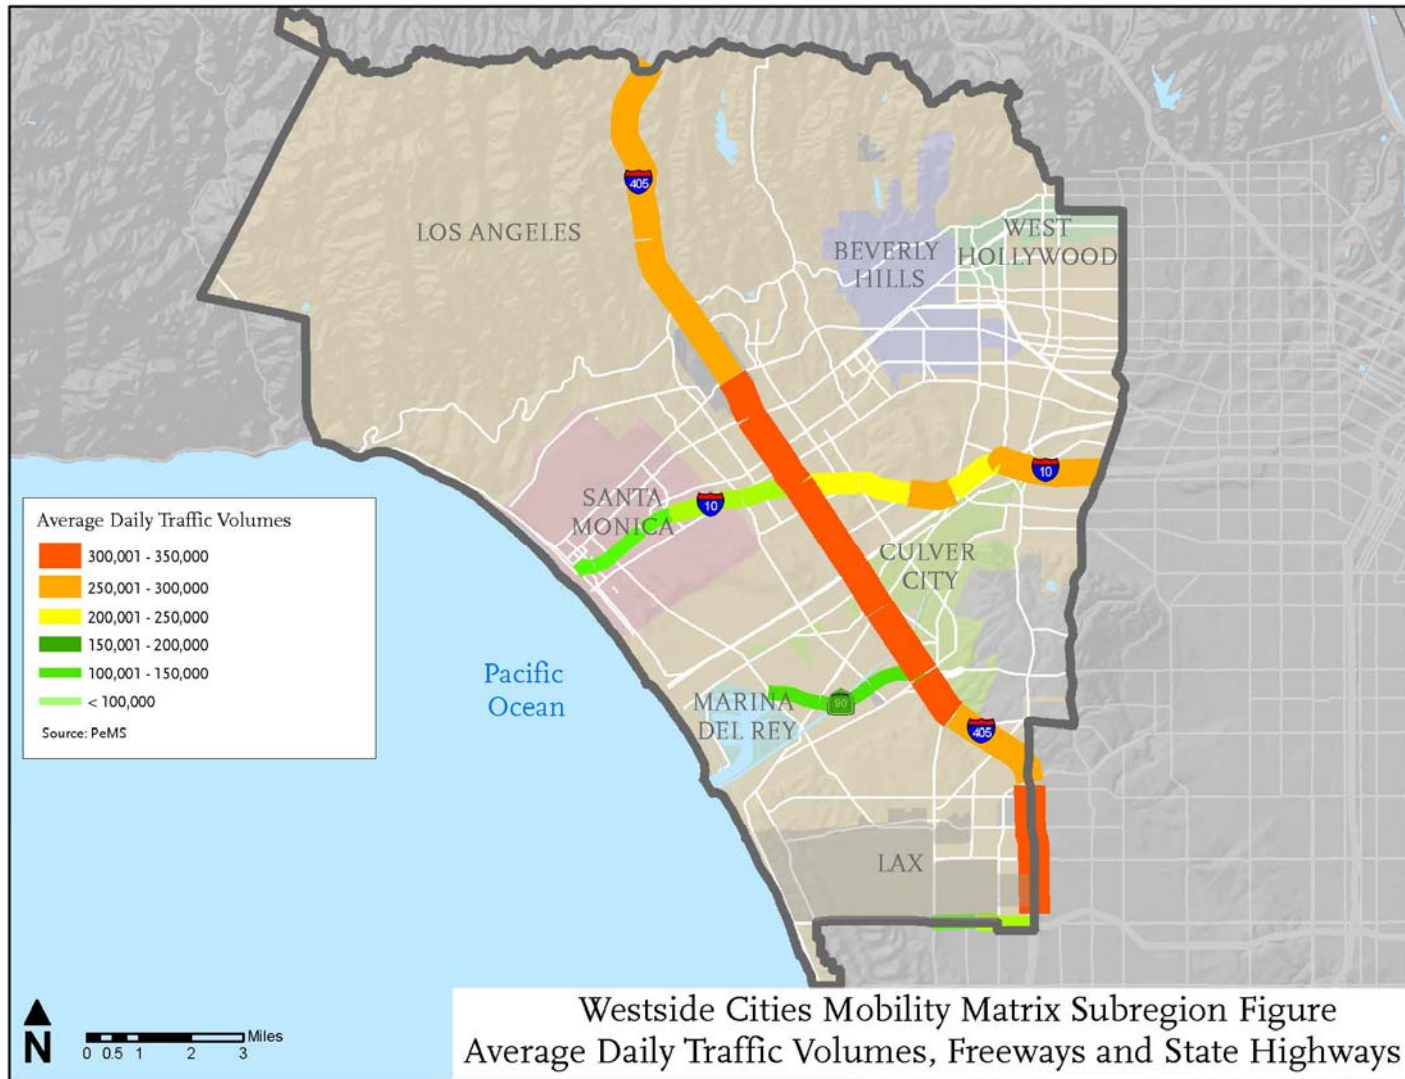 405
LOS ANGELES
WEST
HOLLYWOOD
BEVERLY
HILLS
10
SANTA
MONICA
10
CULVER
CITY
Average Daily Traffic Volumes
300,001 - 350,000
250,001 - 300,000
200,001 - 250,000
150,001 - 200,000
100,001 - 150,000
< 100,000
Source: PeMS
Pacific
Ocean
MARINA
DEL REY
90
405
LAX
N
0 0.5 1 2 3 Miles
Westside Cities Mobility Matrix Subregion Figure
Average Daily Traffic Volumes, Freeways and State Highways